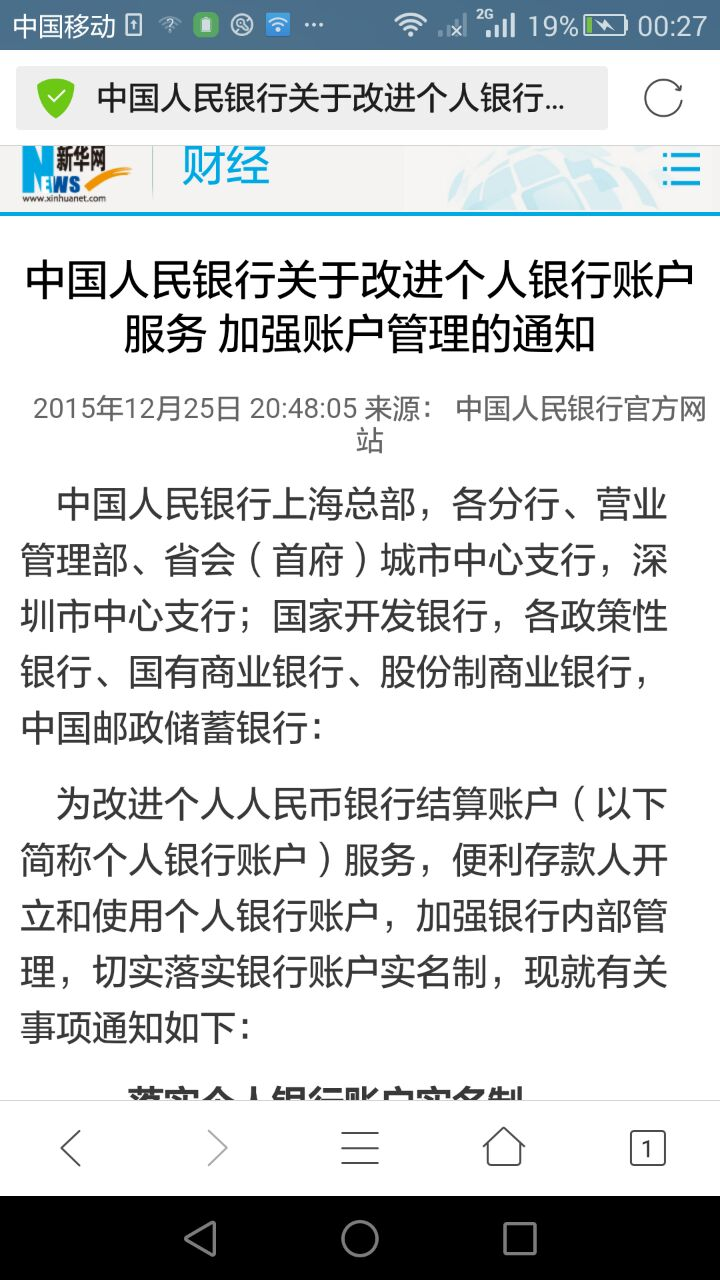 中国移动 2G 19% 00:27
中国人民银行关于改进个人银行...
新华网 NEWS 财经
www.xinhuanet.com
中国人民银行关于改进个人银行账户
服务 加强账户管理的通知
2015年12月25日 20:48:05 来源： 中国人民银行官方网
站
中国人民银行上海总部，各分行、营业
管理部、省会（首府）城市中心支行，深
圳市中心支行；国家开发银行，各政策性
银行、国有商业银行、股份制商业银行，
中国邮政储蓄银行：
为改进个人人民币银行结算账户（以下
简称个人银行账户）服务，便利存款人开
立和使用个人银行账户，加强银行内部管
理，切实落实银行账户实名制，现就有关
事项通知如下：
落实个人银行账户实名制
1